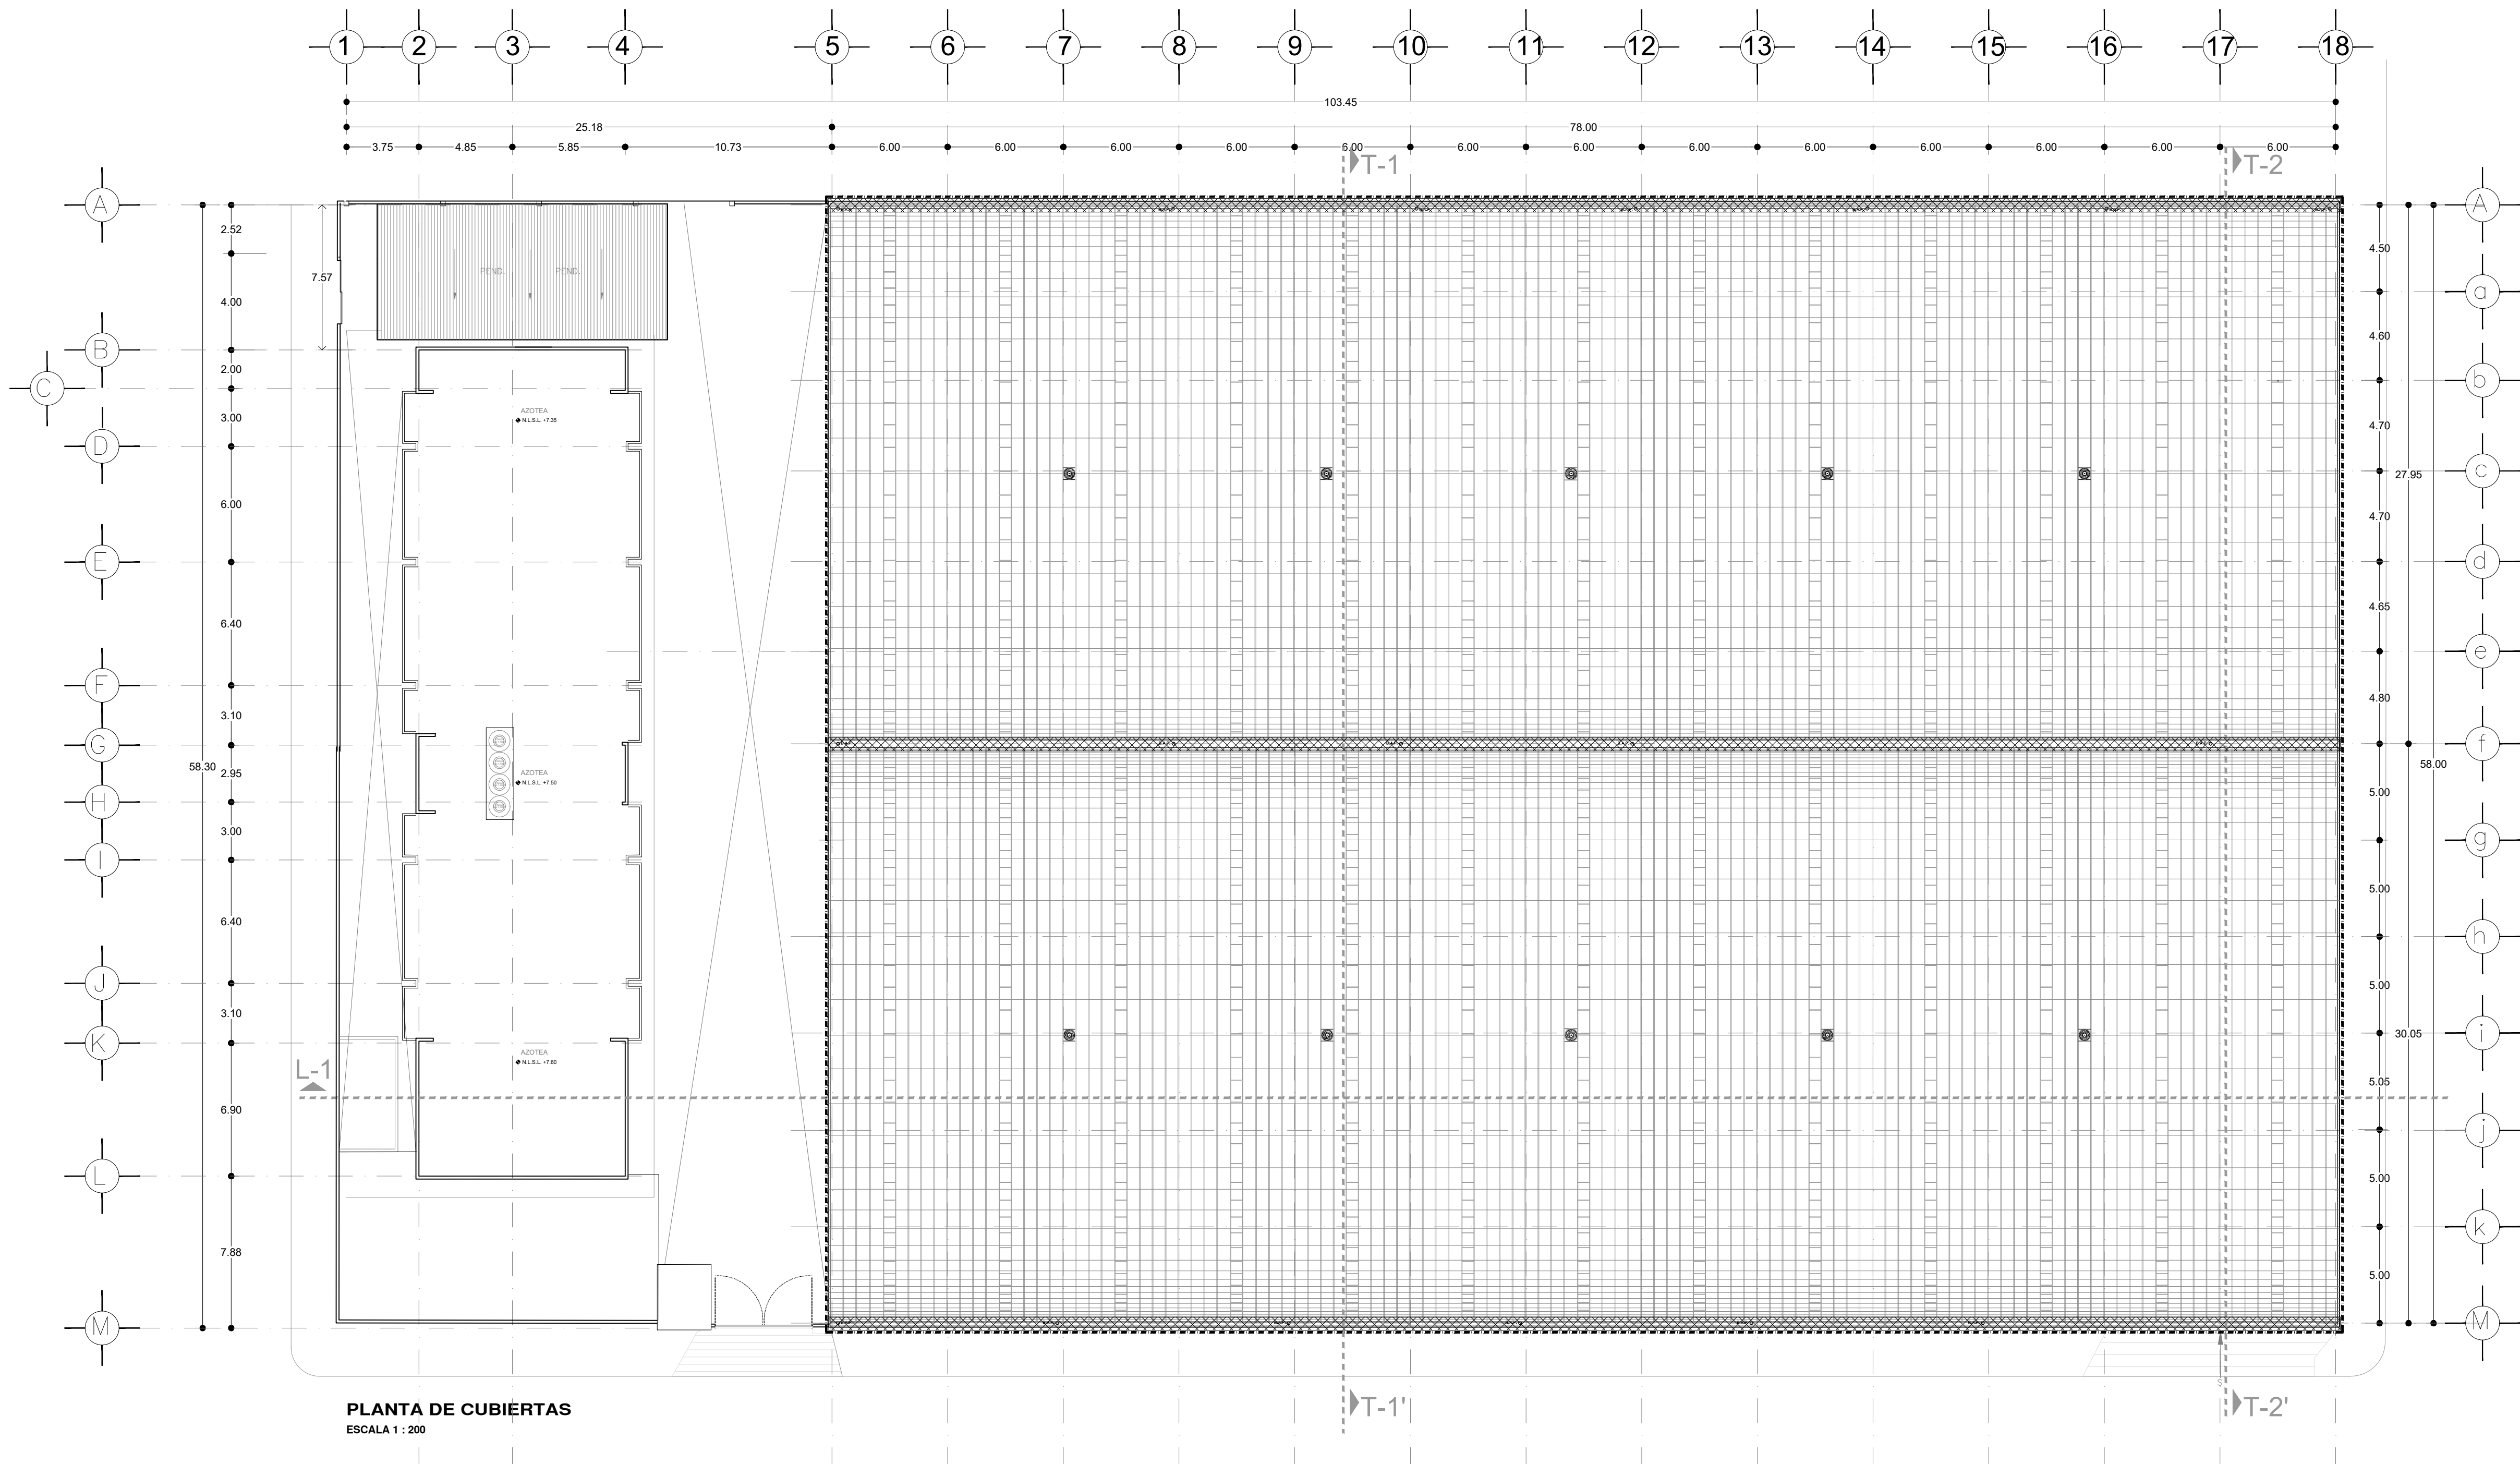 1 2 3 4 5 6 7 8 9 10 11 12 13 14 15 16 17 18
103.45
25.18 78.00
3.75 4.85 5.85 10.73 6.00 6.00 6.00 6.00 6.00 6.00 6.00 6.00 6.00 6.00 6.00 6.00 6.00
T-1 T-2
A A
2.52
4.50
PEND. PEND.
7.57
a
4.00
4.60
B
2.00
b
C
3.00
AZOTEA
N.L.S.L. +7.35
4.70
D
c
27.95
6.00
4.70
E d
4.65
6.40
e
F
4.80
3.10
G f
58.30
2.95
AZOTEA
N.L.S.L. +7.50
58.00
5.00
H
3.00
g
I
5.00
6.40
h
J
5.00
3.10
30.05
i
K
AZOTEA
N.L.S.L. +7.60
L-1
5.05
6.90
j
L
5.00
k
7.88
5.00
M M
S
T-1' T-2'
PLANTA DE CUBIERTAS
ESCALA 1 : 200